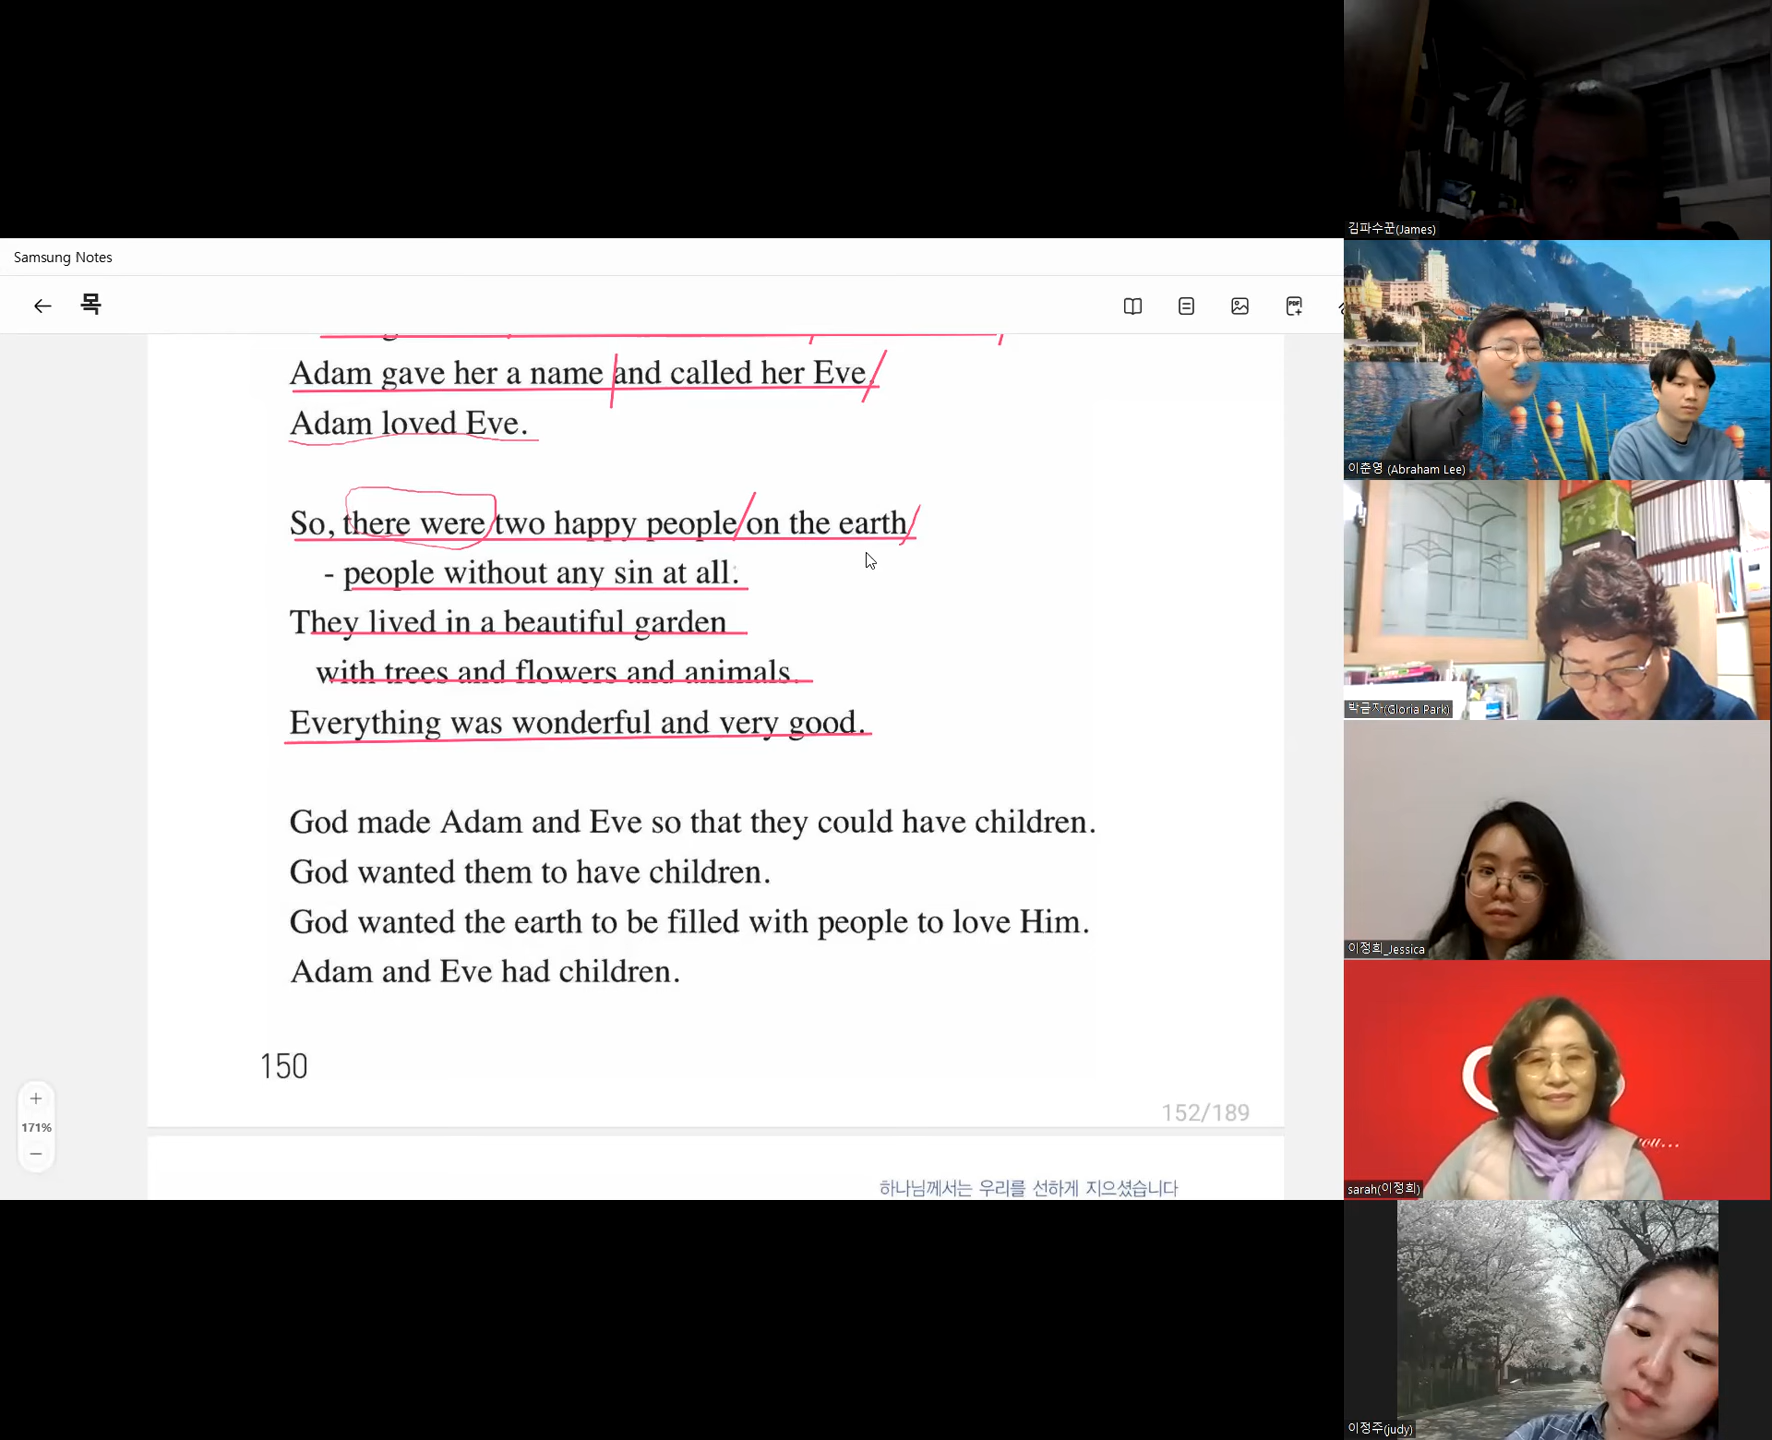 Samsung Notes
목
Adam gave her a name and called her Eve.
Adam loved Eve.
So, there were two happy people on the earth
- people without any sin at all.
They lived in a beautiful garden
with trees and flowers and animals.
Everything was wonderful and very good.
God made Adam and Eve so that they could have children.
God wanted them to have children.
God wanted the earth to be filled with people to love Him.
Adam and Eve had children.
150
152/189
171%
하나님께서는 우리를 선하게 지으셨습니다
PDF
김파수꾼(James)
이준영 (Abraham Lee)
박금자(Gloria Park)
이정희_Jessica
you...
sarah(이정희)
이정주(judy)